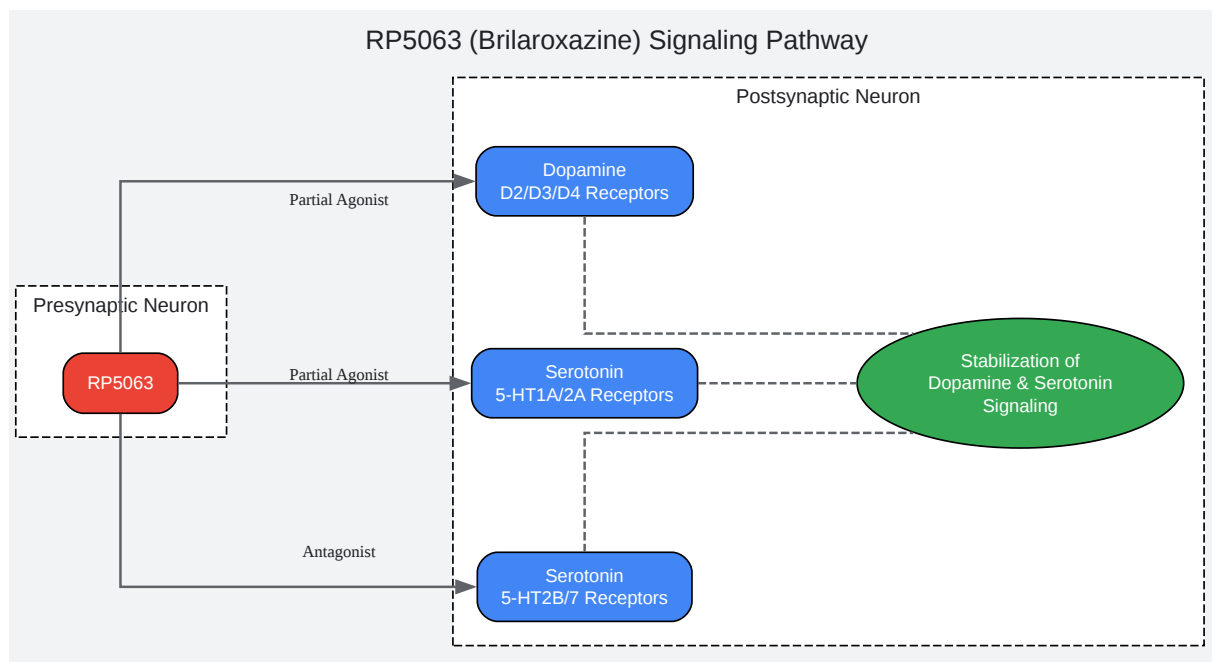 RP5063 (Brilaroxazine) Signaling Pathway
Postsynaptic Neuron
Dopamine
D2/D3/D4 Receptors
Partial Agonist
Presynaptic Neuron
RP5063
Partial Agonist
Serotonin
5-HT1A/2A Receptors
Stabilization of
Dopamine & Serotonin
Signaling
Antagonist
Serotonin
5-HT2B/7 Receptors